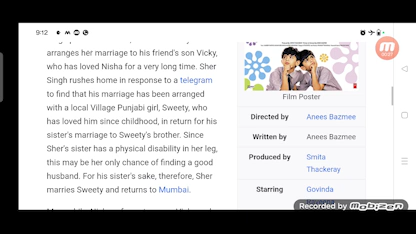 9:12
arranges her marriage to his friend's son Vicky,
who has loved Nisha for a very long time. Sher
Singh rushes home in response to a telegram
to find that his marriage has been arranged
with a local Village Punjabi girl, Sweety, who
has loved him since childhood, in return for his
sister's marriage to Sweety's brother. Since
Sher's sister has a physical disability in her leg,
this may be her only chance of finding a good
husband. For his sister's sake, therefore, Sher
marries Sweety and returns to Mumbai.
Film Poster
Directed by Anees Bazmee
Written by Anees Bazmee
Produced by Smita
Thackeray
Starring Govinda
Recorded by Mobizen